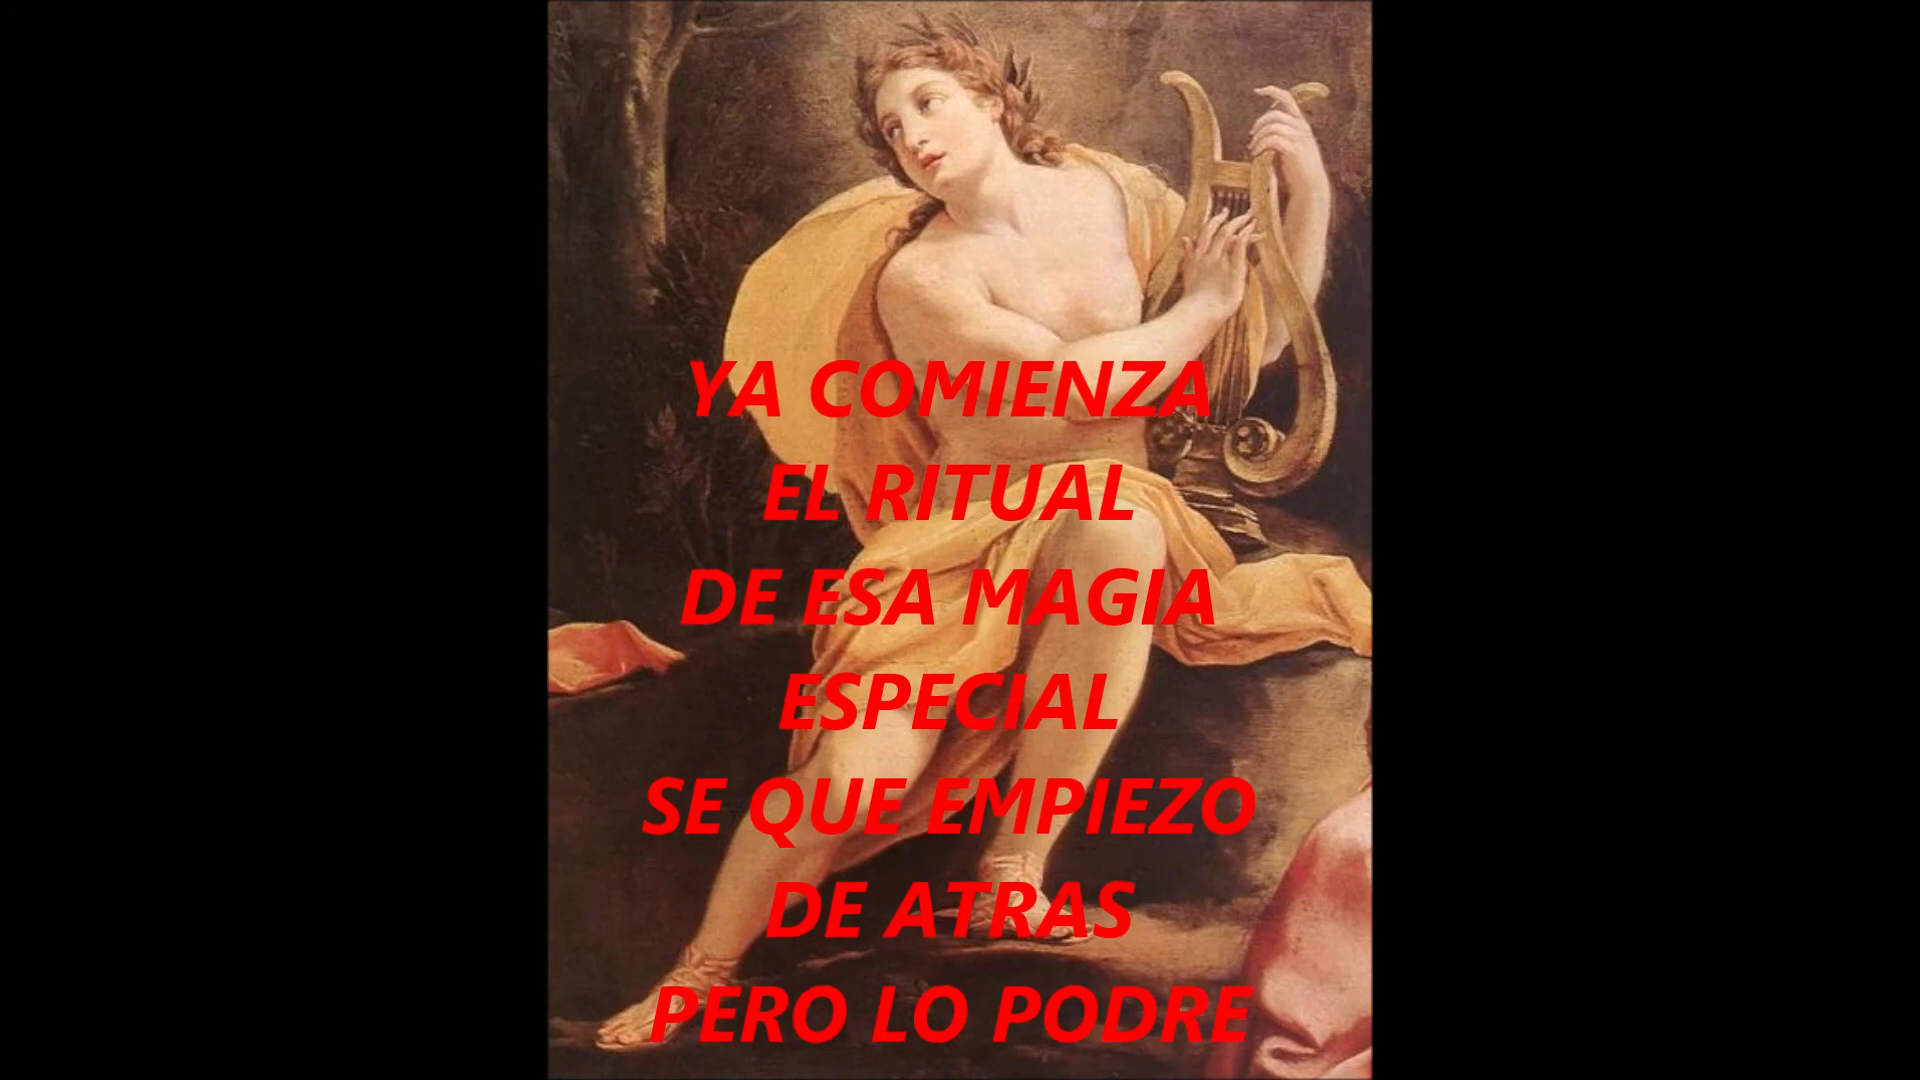 YA COMIENZA
EL RITUAL
DE ESA MAGIA
ESPECIAL
SE QUE EMPIEZO
DE ATRAS
PERO LO PODRE